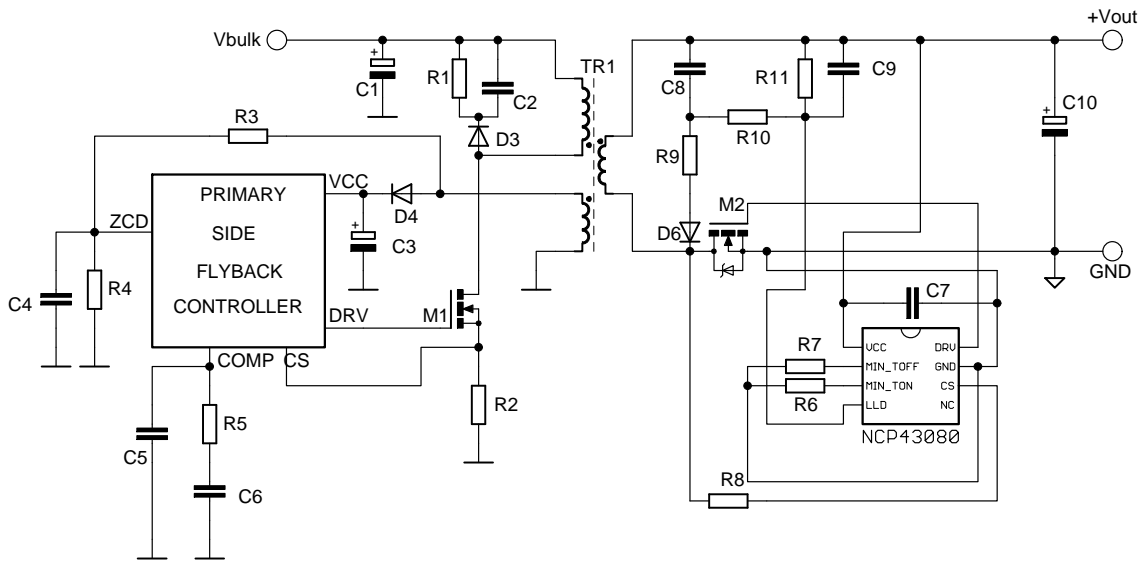 +Vout
Vbulk
C1
R1
C2
TR1
C8
R11
C9
C10
R3
D3
R10
R9
VCC
D4
PRIMARY
SIDE
FLYBACK
CONTROLLER
ZCD
C3
M2
D6
GND
C4
R4
DRV
M1
C7
COMP CS
R2
R7
R6
VCC DRV
MIN_TOFF GND
MIN_TON CS
LLD NC
NCP43080
C5
R5
C6
R8